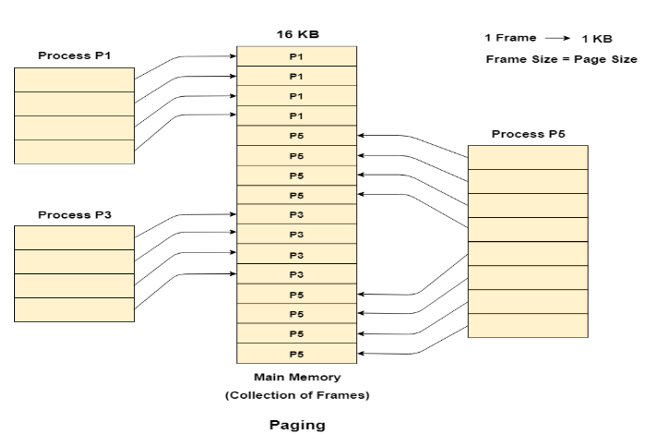 16 KB
1 Frame → 1 KB
Frame Size = Page Size
Process P1
P1
P1
P1
P1
P5
P5
P5
P5
P3
P3
P3
P3
P5
P5
P5
P5
Process P5
Process P3
Main Memory
(Collection of Frames)
Paging